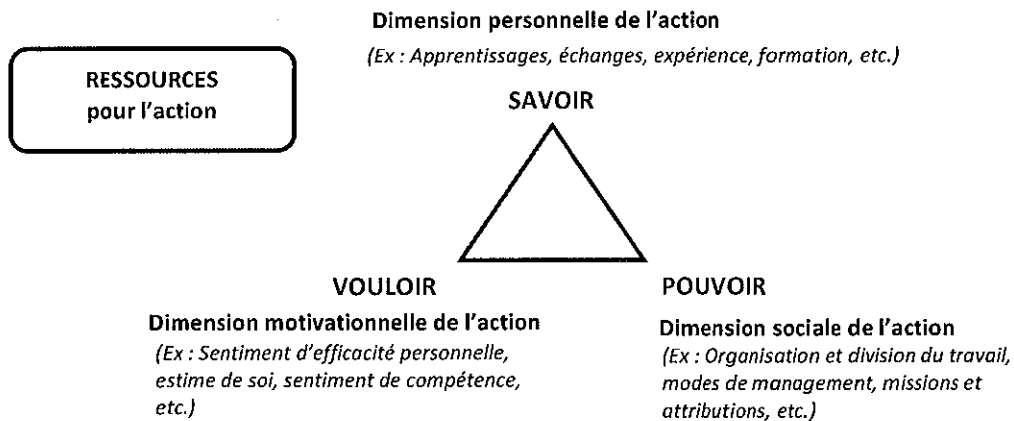 Dimension personnelle de l'action
(Ex : Apprentissages, échanges, expérience, formation, etc.)
RESSOURCES
pour l'action
SAVOIR
VOULOIR
Dimension motivationnelle de l'action
(Ex : Sentiment d'efficacité personnelle,
estime de soi, sentiment de compétence,
etc.)
POUVOIR
Dimension sociale de l'action
(Ex : Organisation et division du travail,
modes de management, missions et
attributions, etc.)